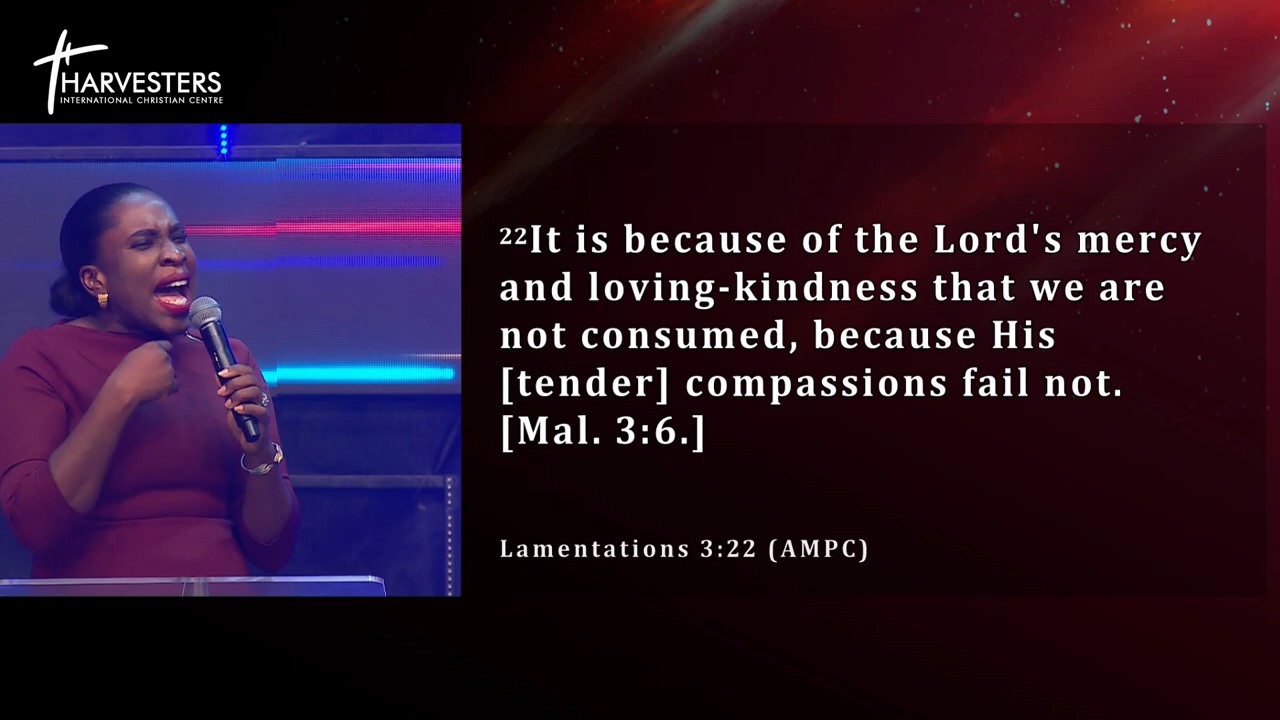 HARVESTERS
INTERNATIONAL CHRISTIAN CENTRE
²²It is because of the Lord's mercy
and loving-kindness that we are
not consumed, because His
[tender] compassions fail not.
[Mal. 3:6.]
Lamentations 3:22 (AMPC)